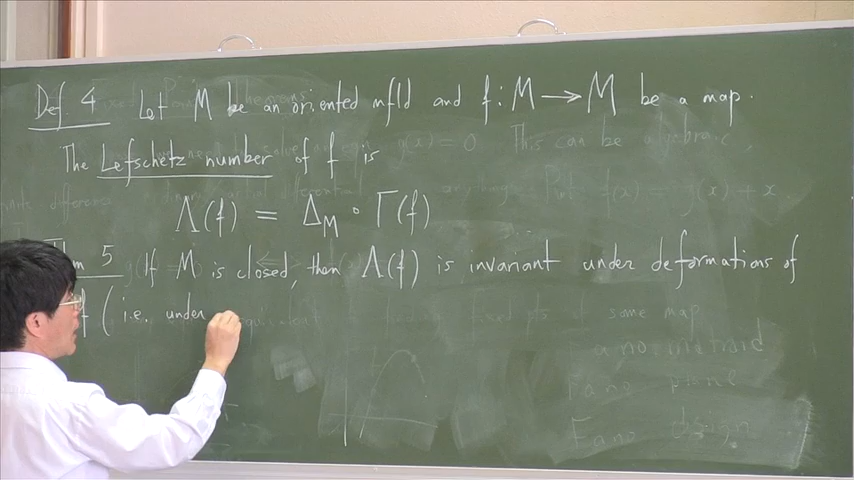 Def. 4 Let M be an oriented mfld and f: M → M be a map.
The Lefschetz number of f is
Λ(f) = Δ_M ∘ Γ(f)
5 If M is closed, then Λ(f) is invariant under deformations of
f (i.e. under